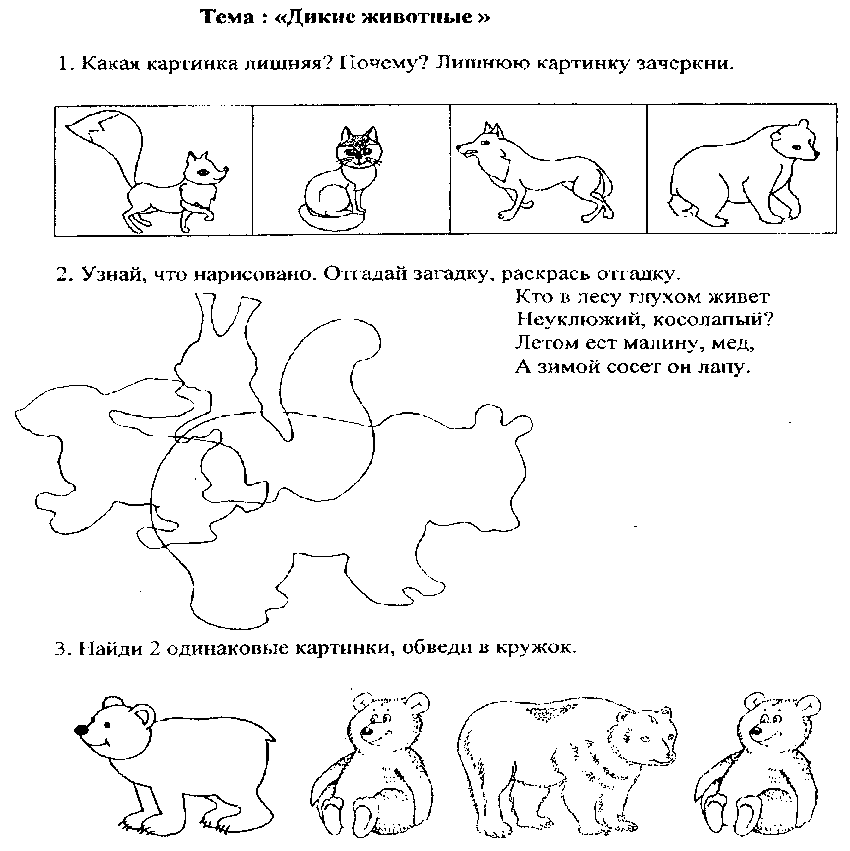 Тема : «Дикие животные »
1. Какая картинка лишняя? Почему? Лишнюю картинку зачеркни.
2. Узнай, что нарисовано. Отгадай загадку, раскрась отгадку.
Кто в лесу глухом живет
Неуклюжий, косолапый?
Летом ест малину, мед,
А зимой сосет он лапу.
3. Найди 2 одинаковые картинки, обведи в кружок.